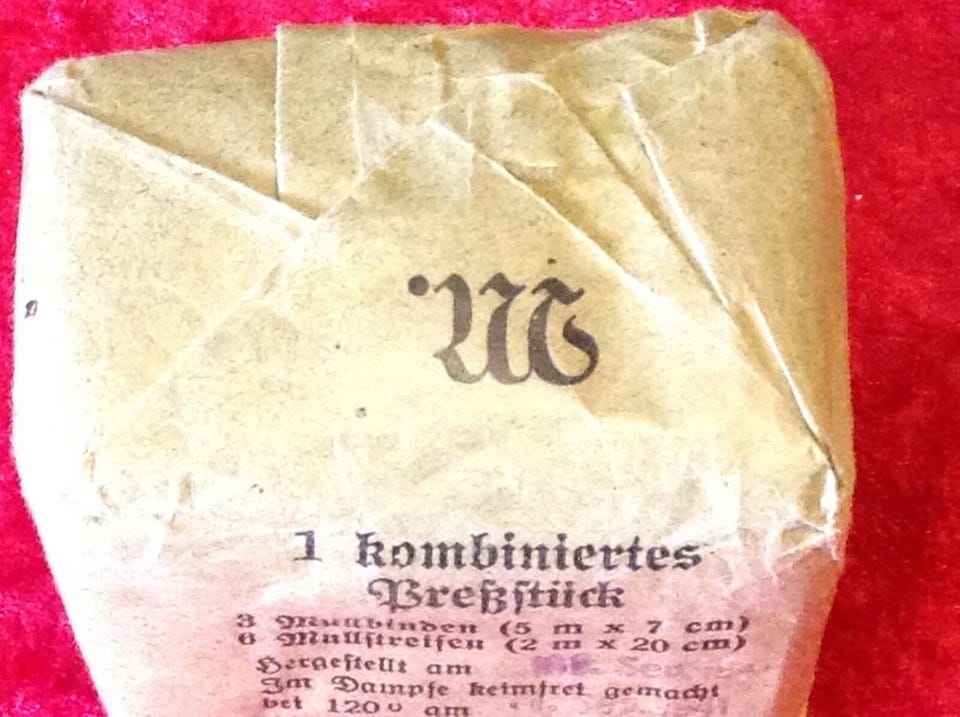 M
1 kombiniertes
Preßstück
3 Mullbinden (5 m x 7 cm)
6 Mullstreifen (2 m x 20 cm)
Hergestellt am
Im Dampfe keimfrei gemacht
bei 120° am